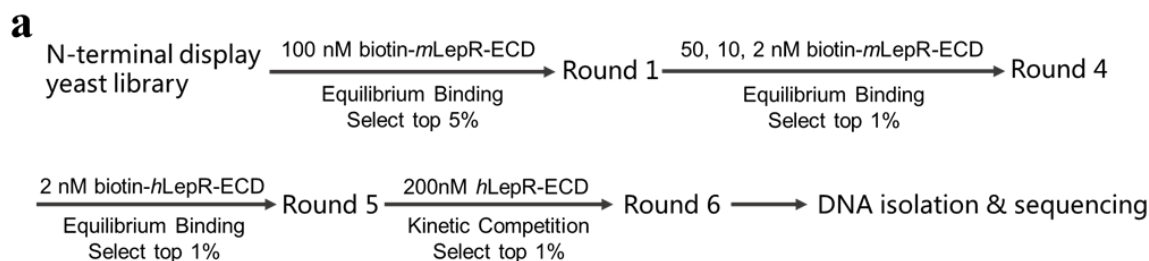 a
N-terminal display
yeast library
100 nM biotin-mLepR-ECD
Equilibrium Binding
Select top 5%
Round 1
50, 10, 2 nM biotin-mLepR-ECD
Equilibrium Binding
Select top 1%
Round 4
2 nM biotin-hLepR-ECD
Equilibrium Binding
Select top 1%
Round 5
200nM hLepR-ECD
Kinetic Competition
Select top 1%
Round 6
DNA isolation & sequencing